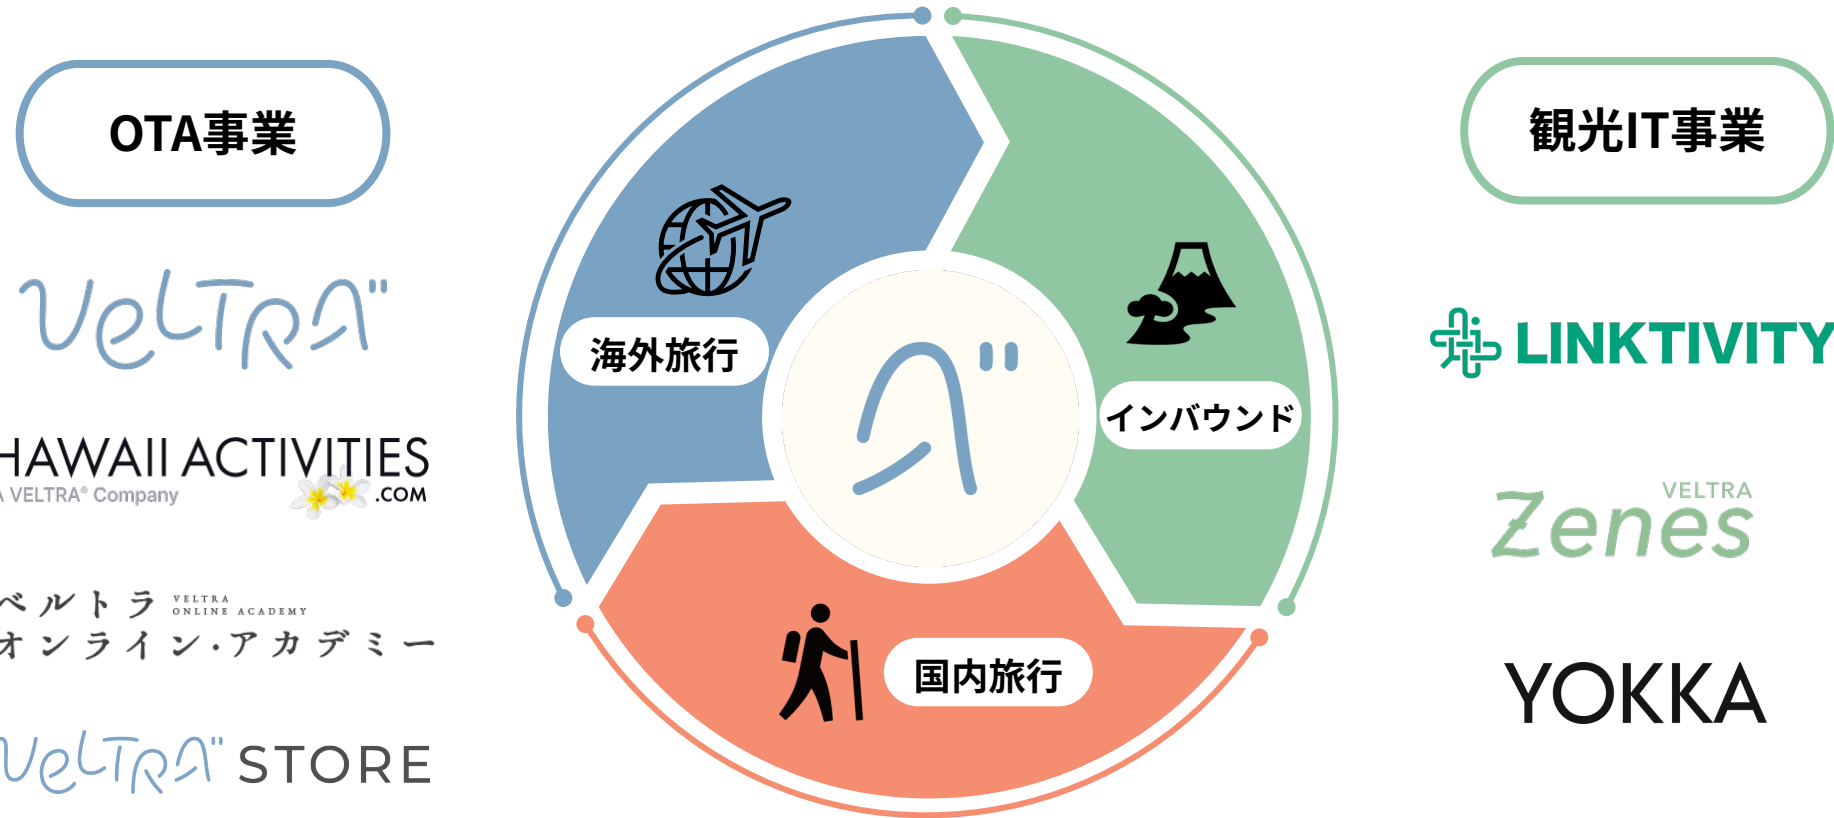 OTA事業
VELTRA
HAWAII ACTIVITIES
A VELTRA® Company
.COM
ベルトラ
VELTRA
ONLINE ACADEMY
オンライン・アカデミー
VELTRA STORE
海外旅行
インバウンド
国内旅行
観光IT事業
LINKTIVITY
VELTRA
Zenes
YOKKA